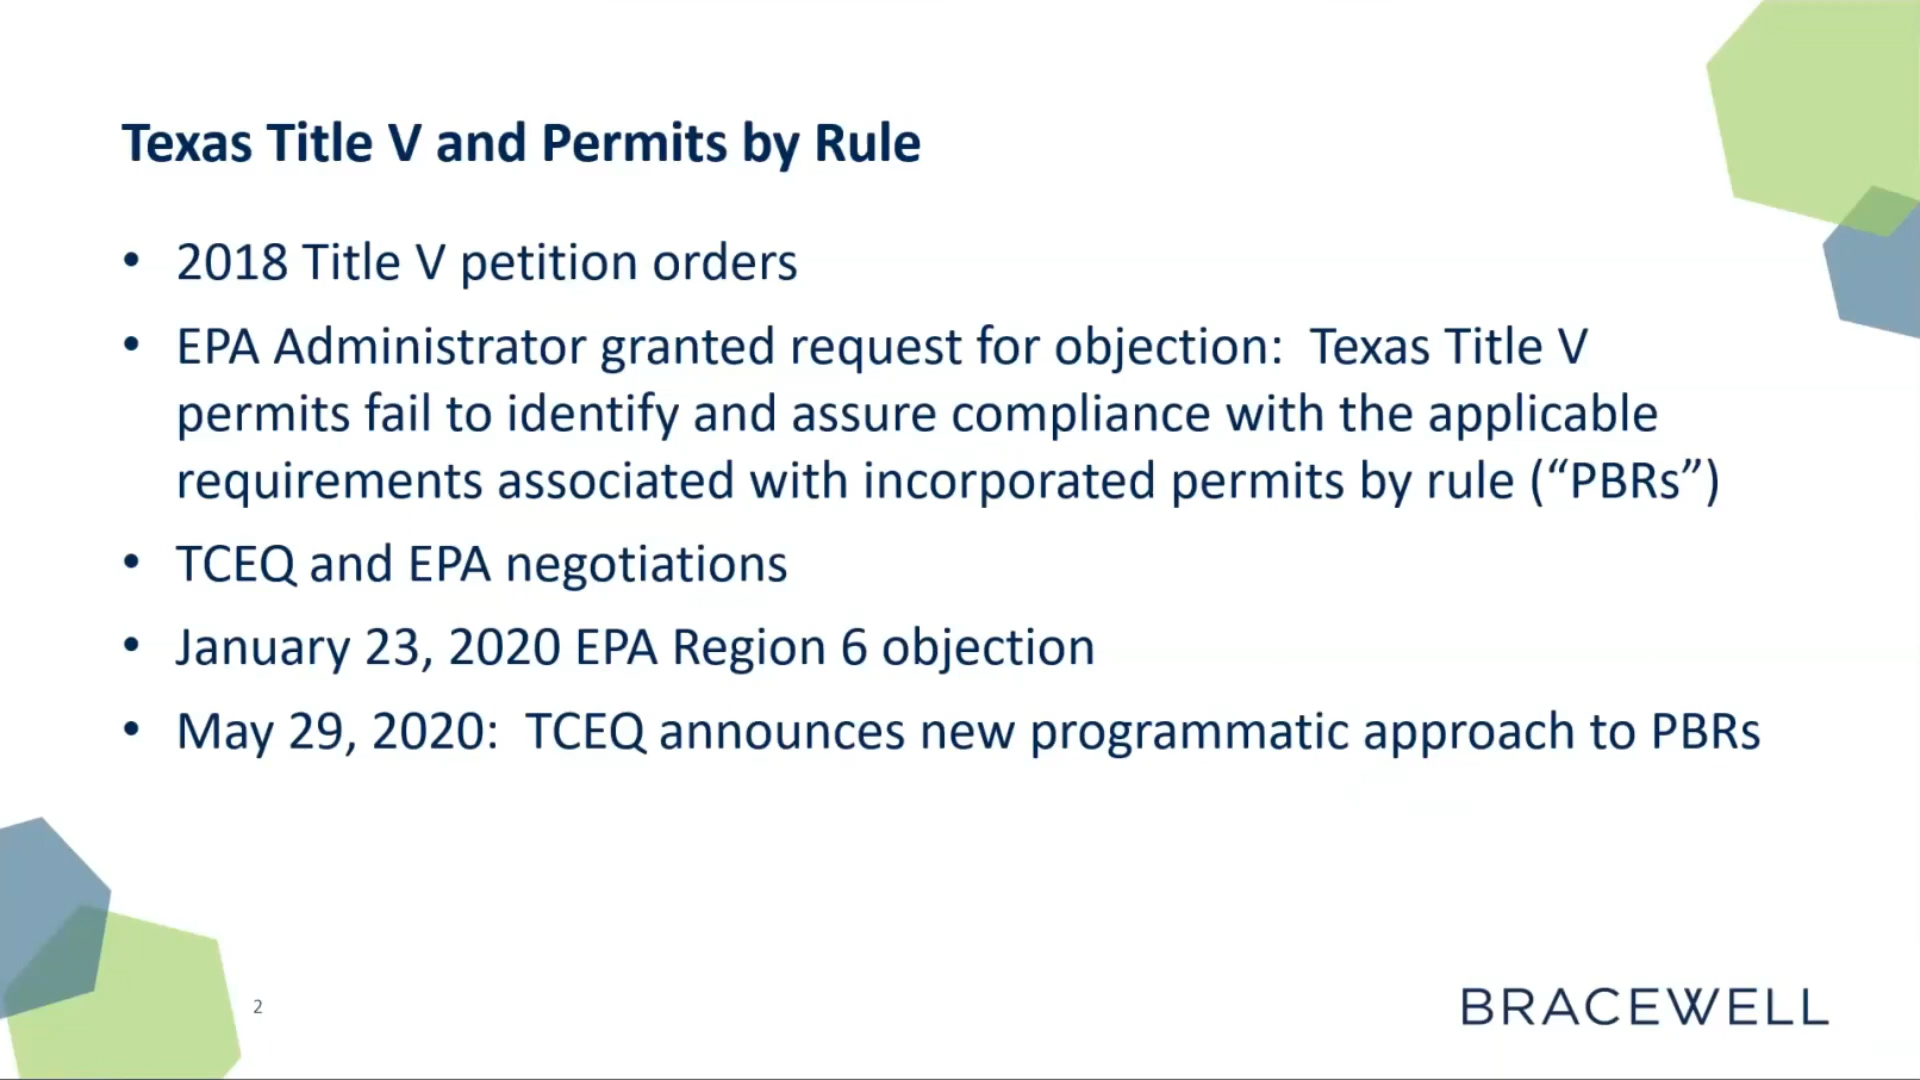 Texas Title V and Permits by Rule
• 2018 Title V petition orders
• EPA Administrator granted request for objection:  Texas Title V
permits fail to identify and assure compliance with the applicable
requirements associated with incorporated permits by rule (“PBRs”)
• TCEQ and EPA negotiations
• January 23, 2020 EPA Region 6 objection
• May 29, 2020:  TCEQ announces new programmatic approach to PBRs
2
BRACEWELL